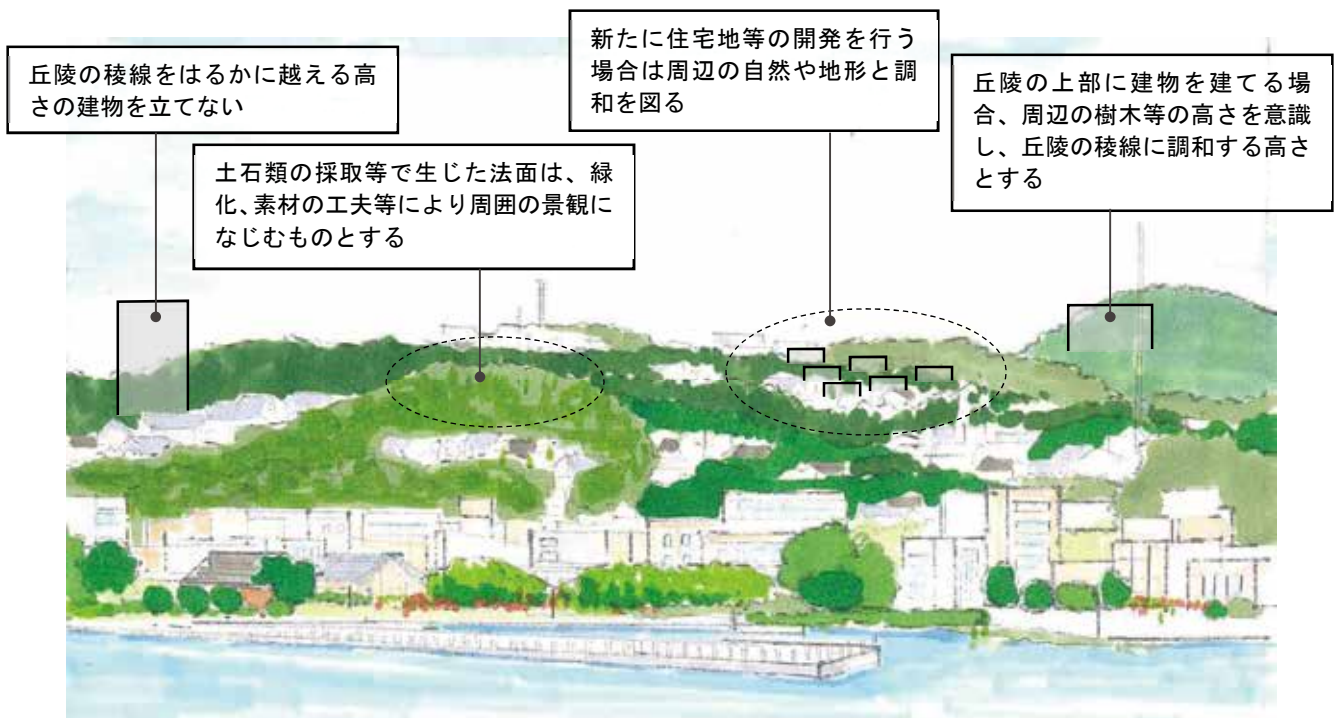 丘陵の稜線をはるかに越える高
さの建物を立てない
土石類の採取等で生じた法面は、緑
化、素材の工夫等により周囲の景観に
なじむものとする
新たに住宅地等の開発を行う
場合は周辺の自然や地形と調
和を図る
丘陵の上部に建物を建てる場
合、周辺の樹木等の高さを意識
し、丘陵の稜線に調和する高さ
とする